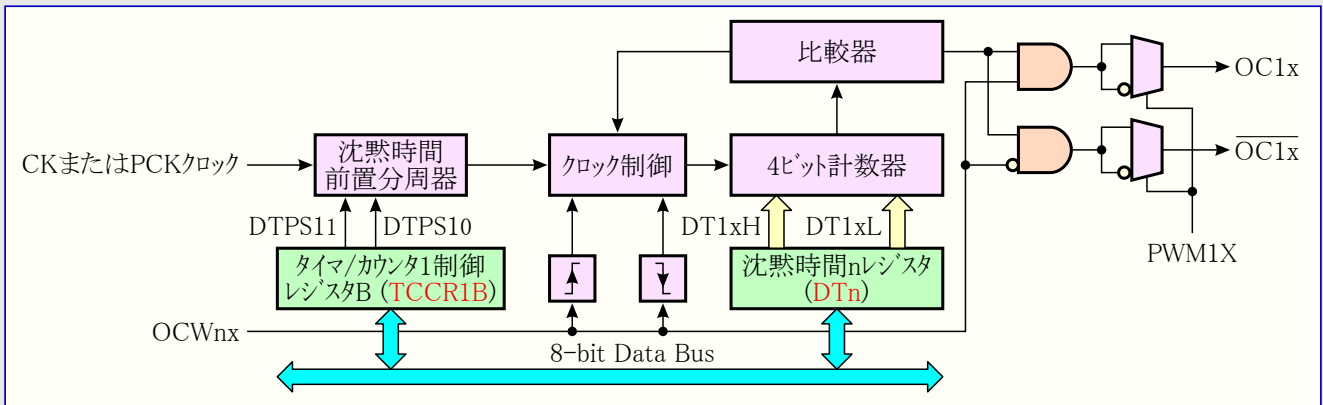 比較器
OC1x
CKまたはPCKクロック
沈黙時間
前置分周器
クロック制御
4ビット計数器
OC1x
DTPS11
DTPS10
DT1xH
DT1xL
PWM1X
タイマ/カウンタ1制御
レジスタB (TCCR1B)
沈黙時間nレジスタ
(DTn)
OCWnx
8-bit Data Bus